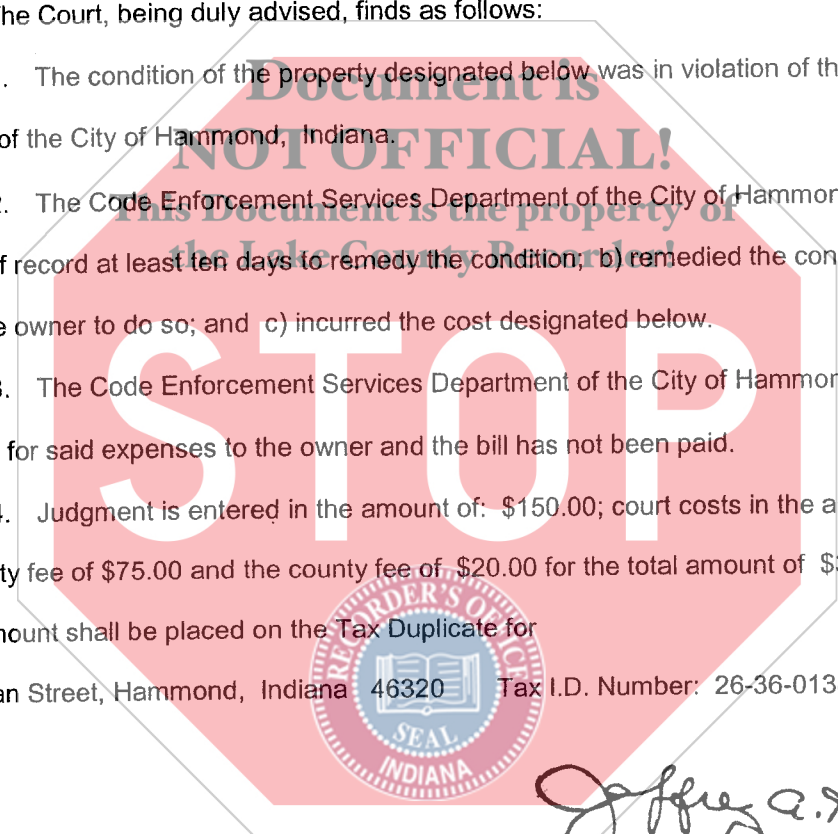 The Court, being duly advised, finds as follows:
. The condition of the property designated below was in violation of th
Document is
of the City of Hammond, Indiana.
NOT OFFICIAL!
. The Code Enforcement Services Department of the City of Hammon
This Document is the property of
f record at least ten days to remedy the condition; b) remedied the con
the Lake County Recorder!
e owner to do so; and c) incurred the cost designated below.
STOP
3. The Code Enforcement Services Department of the City of Hammon
for said expenses to the owner and the bill has not been paid.
4. Judgment is entered in the amount of: $150.00; court costs in the a
ty fee of $75.00 and the county fee of $20.00 for the total amount of $
nount shall be placed on the Tax Duplicate for
RECORDER'S OFFICE
an Street, Hammond, Indiana 46320 Tax I.D. Number: 26-36-013
SEAL
INDIANA
Jeffrey A.